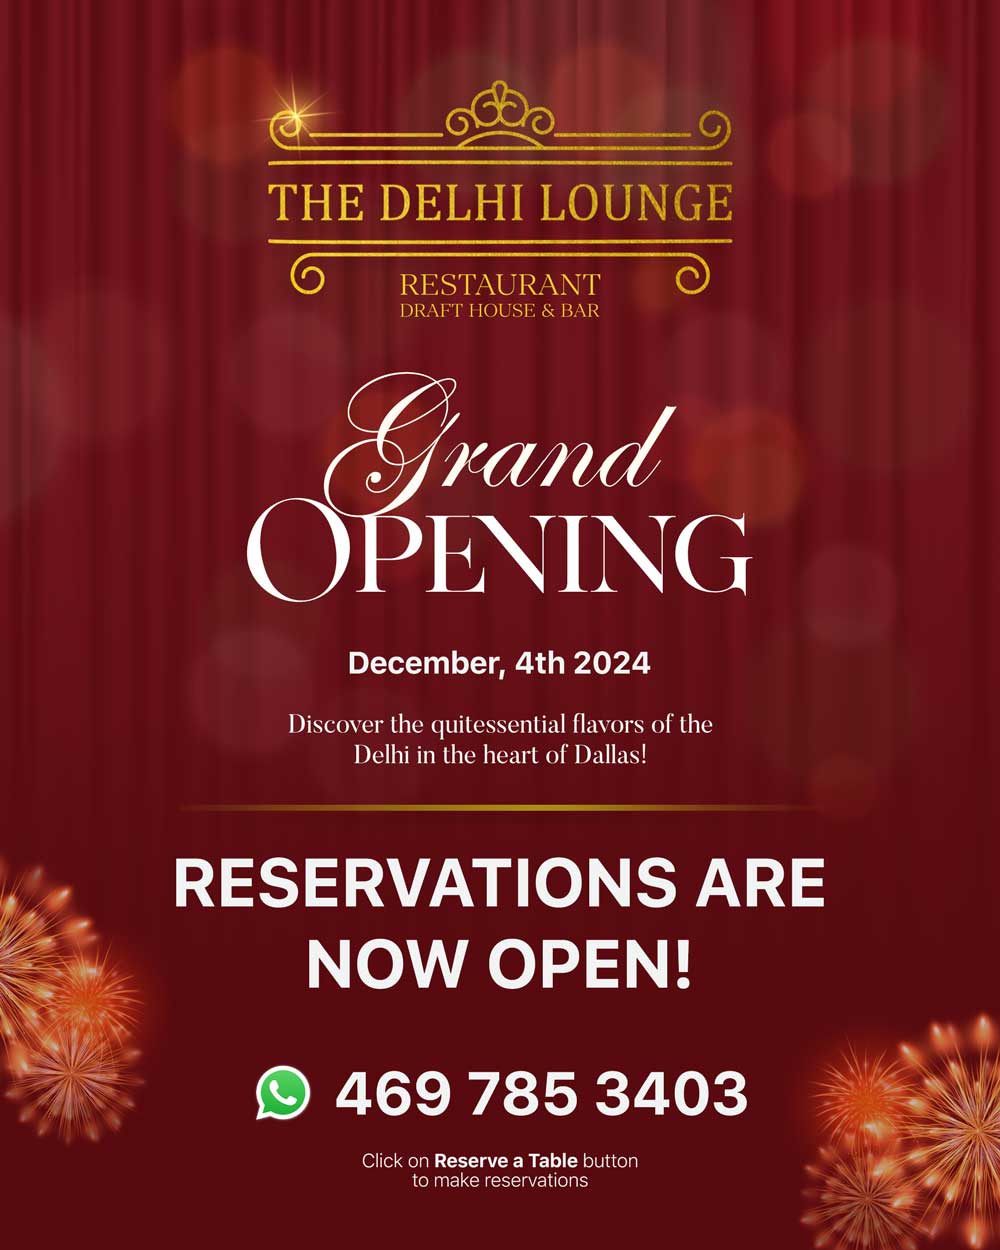 THE DELHI LOUNGE
RESTAURANT
DRAFT HOUSE & BAR
Grand
OPENING
December, 4th 2024
Discover the quitessential flavors of the
Delhi in the heart of Dallas!
RESERVATIONS ARE
NOW OPEN!
469 785 3403
Click on Reserve a Table button
to make reservations